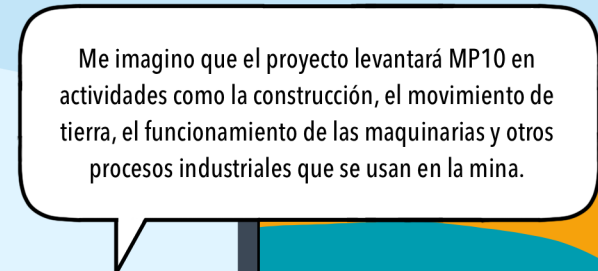 Me imagino que el proyecto levantará MP10 en
actividades como la construcción, el movimiento de
tierra, el funcionamiento de las maquinarias y otros
procesos industriales que se usan en la mina.